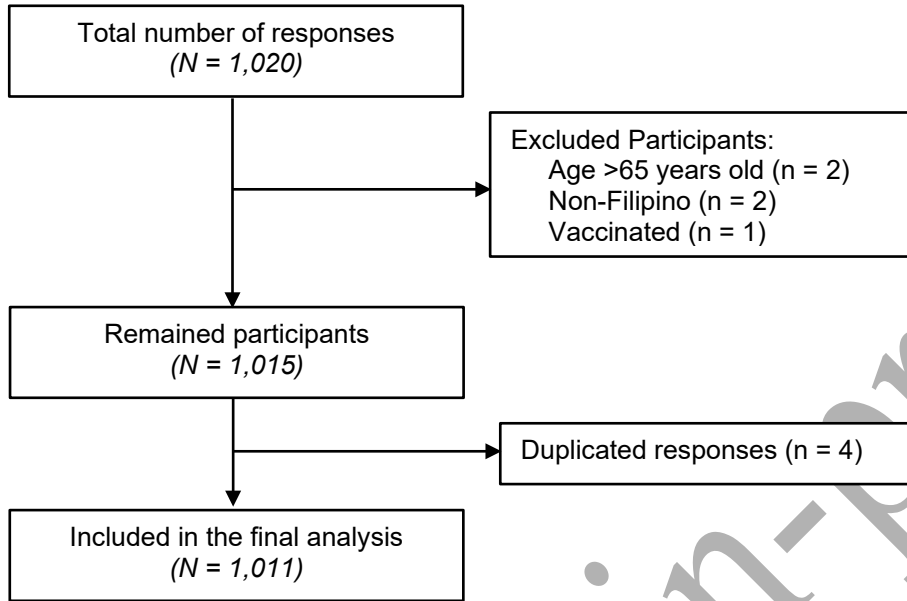 Total number of responses
(N = 1,020)
Excluded Participants:
Age >65 years old (n = 2)
Non-Filipino (n = 2)
Vaccinated (n = 1)
Remained participants
(N = 1,015)
Duplicated responses (n = 4)
Included in the final analysis
(N = 1,011)